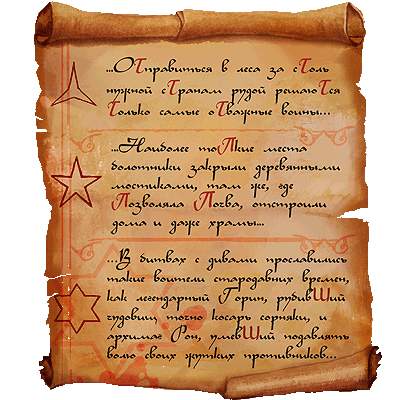 ...ОТправиться в леса за сТоль
нужной сТранам рудой решаюТся
Только самые оТважные воины...
...Наиболее тоПкие места
болотники закрыли деревянными
мостиками, там же, где
Позволяла Почва, отстроили
дома и даже храмы...
...В битвах с дивами прославились
такие воители стародавних времен,
как легендарный Горин, рубивШий
чудовищ точно косарь сорняки, и
архимаг Рон, умевШий подавлять
волю своих жутких противников...